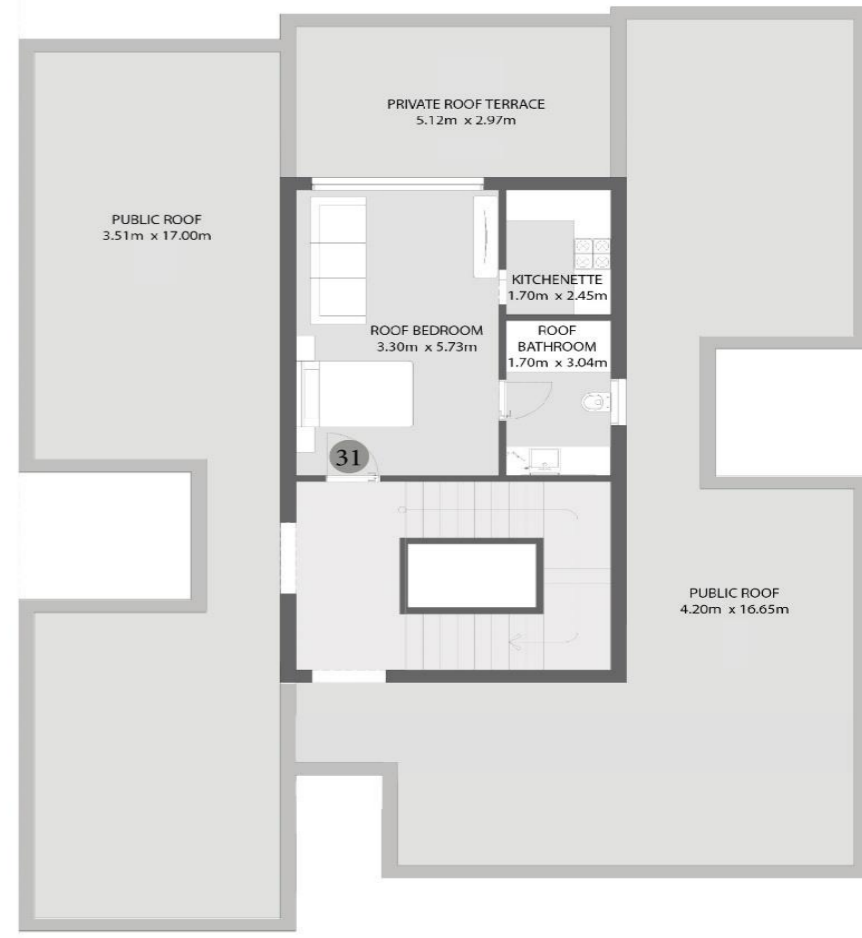 PRIVATE ROOF TERRACE
5.12m x 2.97m
PUBLIC ROOF
3.51m x 17.00m
KITCHENETTE
1.70m x 2.45m
ROOF BEDROOM
3.30m x 5.73m
ROOF
BATHROOM
1.70m x 3.04m
31
PUBLIC ROOF
4.20m x 16.65m